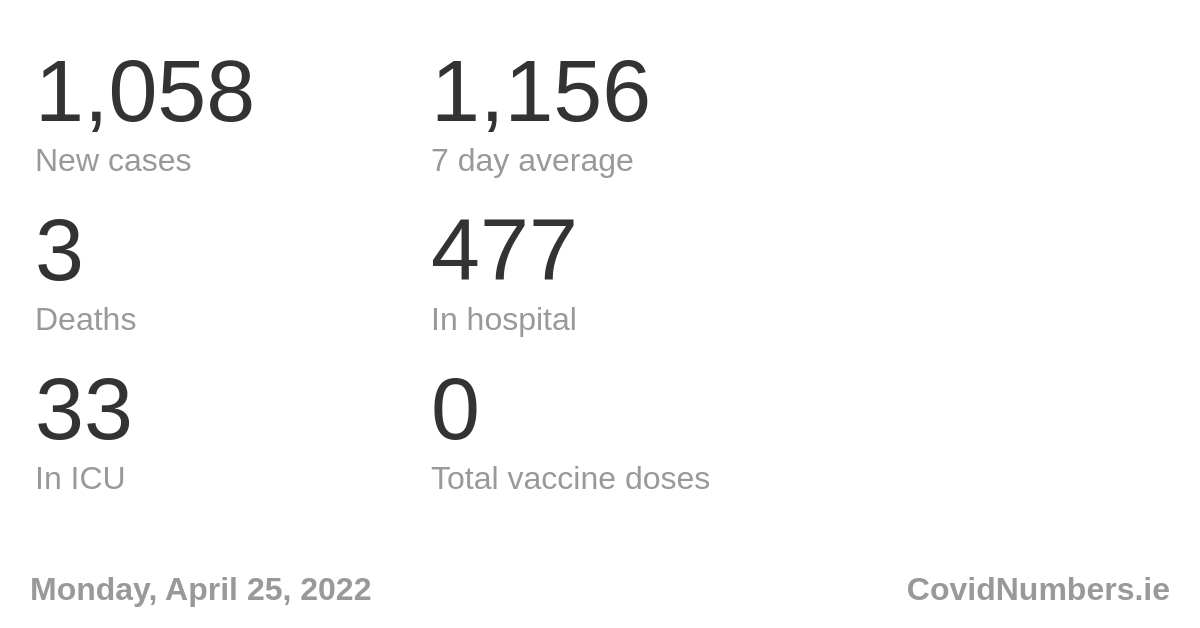 1,058 1,156
New cases 7 day average
3 477
Deaths In hospital
33 0
In ICU Total vaccine doses
Monday, April 25, 2022 CovidNumbers.ie